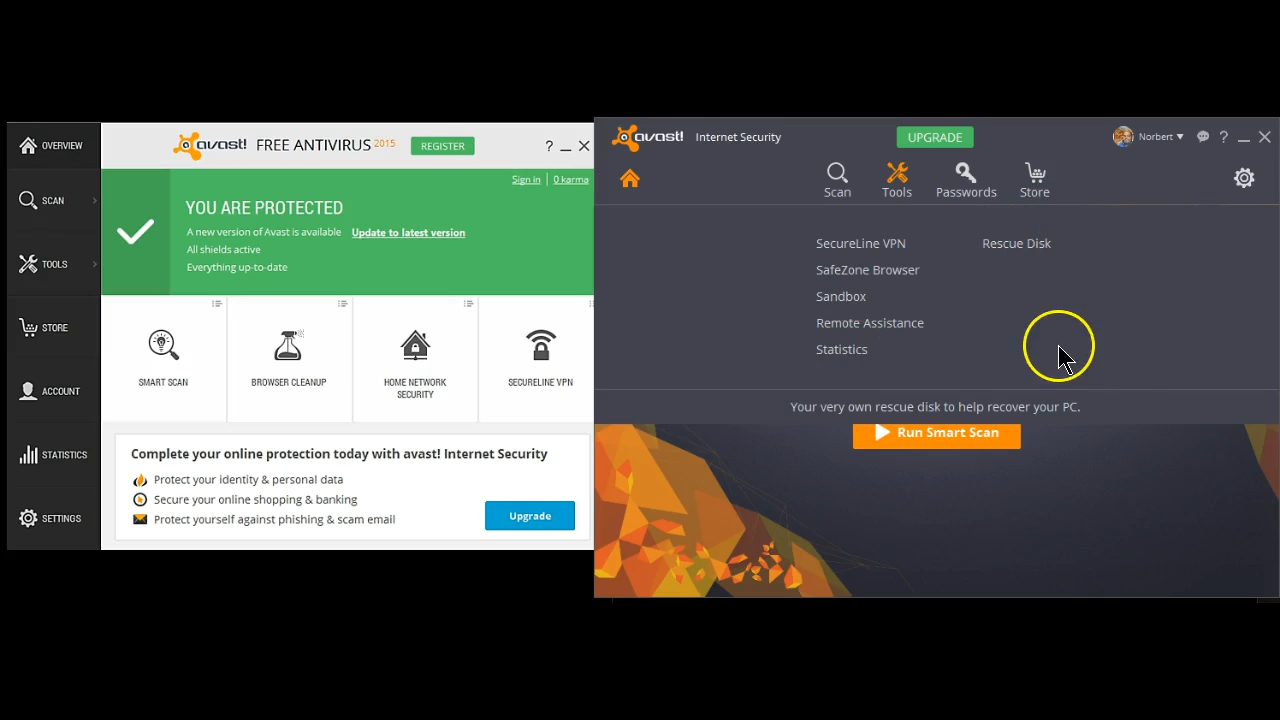 OVERVIEW
SCAN
TOOLS
STORE
ACCOUNT
STATISTICS
SETTINGS
avast! FREE ANTIVIRUS 2015 REGISTER ?
Sign in 0 karma
YOU ARE PROTECTED
A new version of Avast is available Update to latest version
All shields active
Everything up-to-date
SMART SCAN
BROWSER CLEANUP
HOME NETWORK
SECURITY
SECURELINE VPN
Complete your online protection today with avast! Internet Security
Protect your identity & personal data
Secure your online shopping & banking
Protect yourself against phishing & scam email
Upgrade
avast! Internet Security UPGRADE Norbert ?
Scan Tools Passwords Store
SecureLine VPN
SafeZone Browser
Sandbox
Remote Assistance
Statistics
Rescue Disk
Your very own rescue disk to help recover your PC.
Run Smart Scan